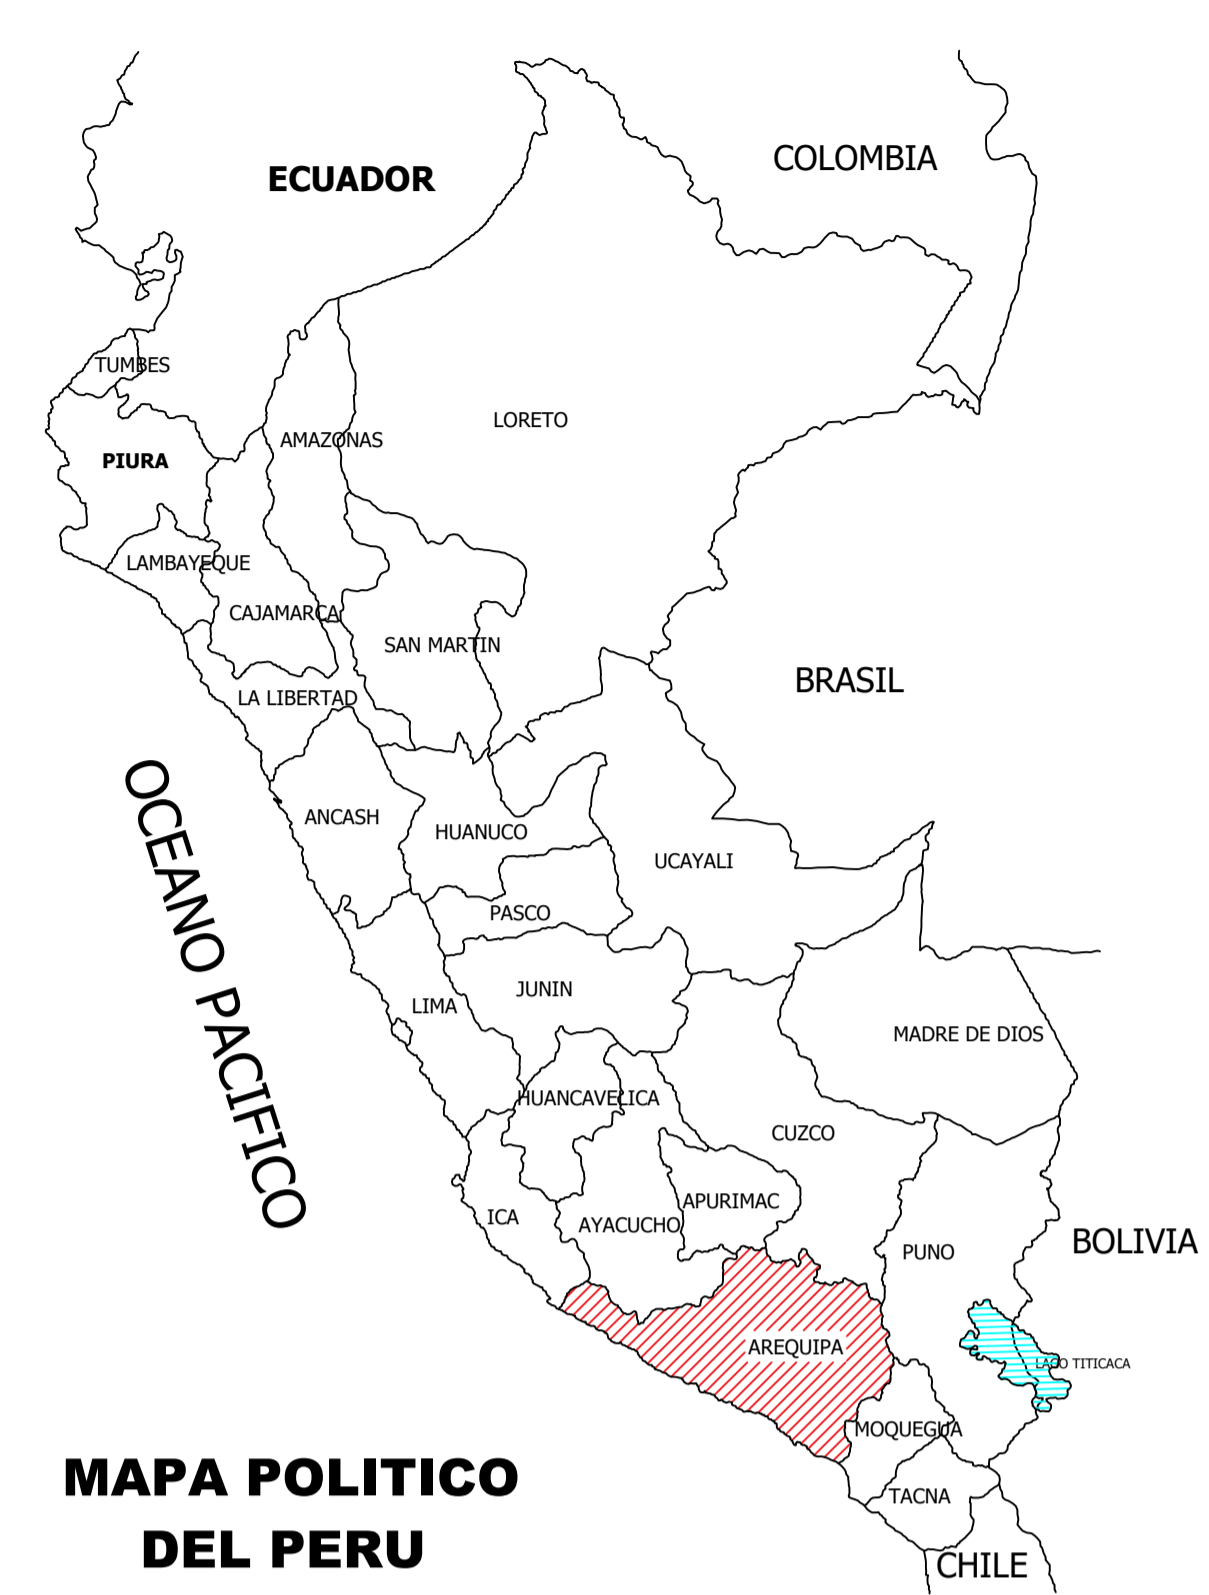 COLOMBIA
ECUADOR
TUMBES
LORETO
AMAZONAS
PIURA
LAMBAYEQUE
CAJAMARCA
SAN MARTIN
BRASIL
LA LIBERTAD
ANCASH
HUANUCO
UCAYALI
PASCO
OCEANO PACIFICO
JUNIN
LIMA
MADRE DE DIOS
HUANCAVELICA
CUZCO
APURIMAC
ICA
AYACUCHO
BOLIVIA
PUNO
AREQUIPA
LAGO TITICACA
MOQUEGUA
MAPA POLITICO
DEL PERU
TACNA
CHILE